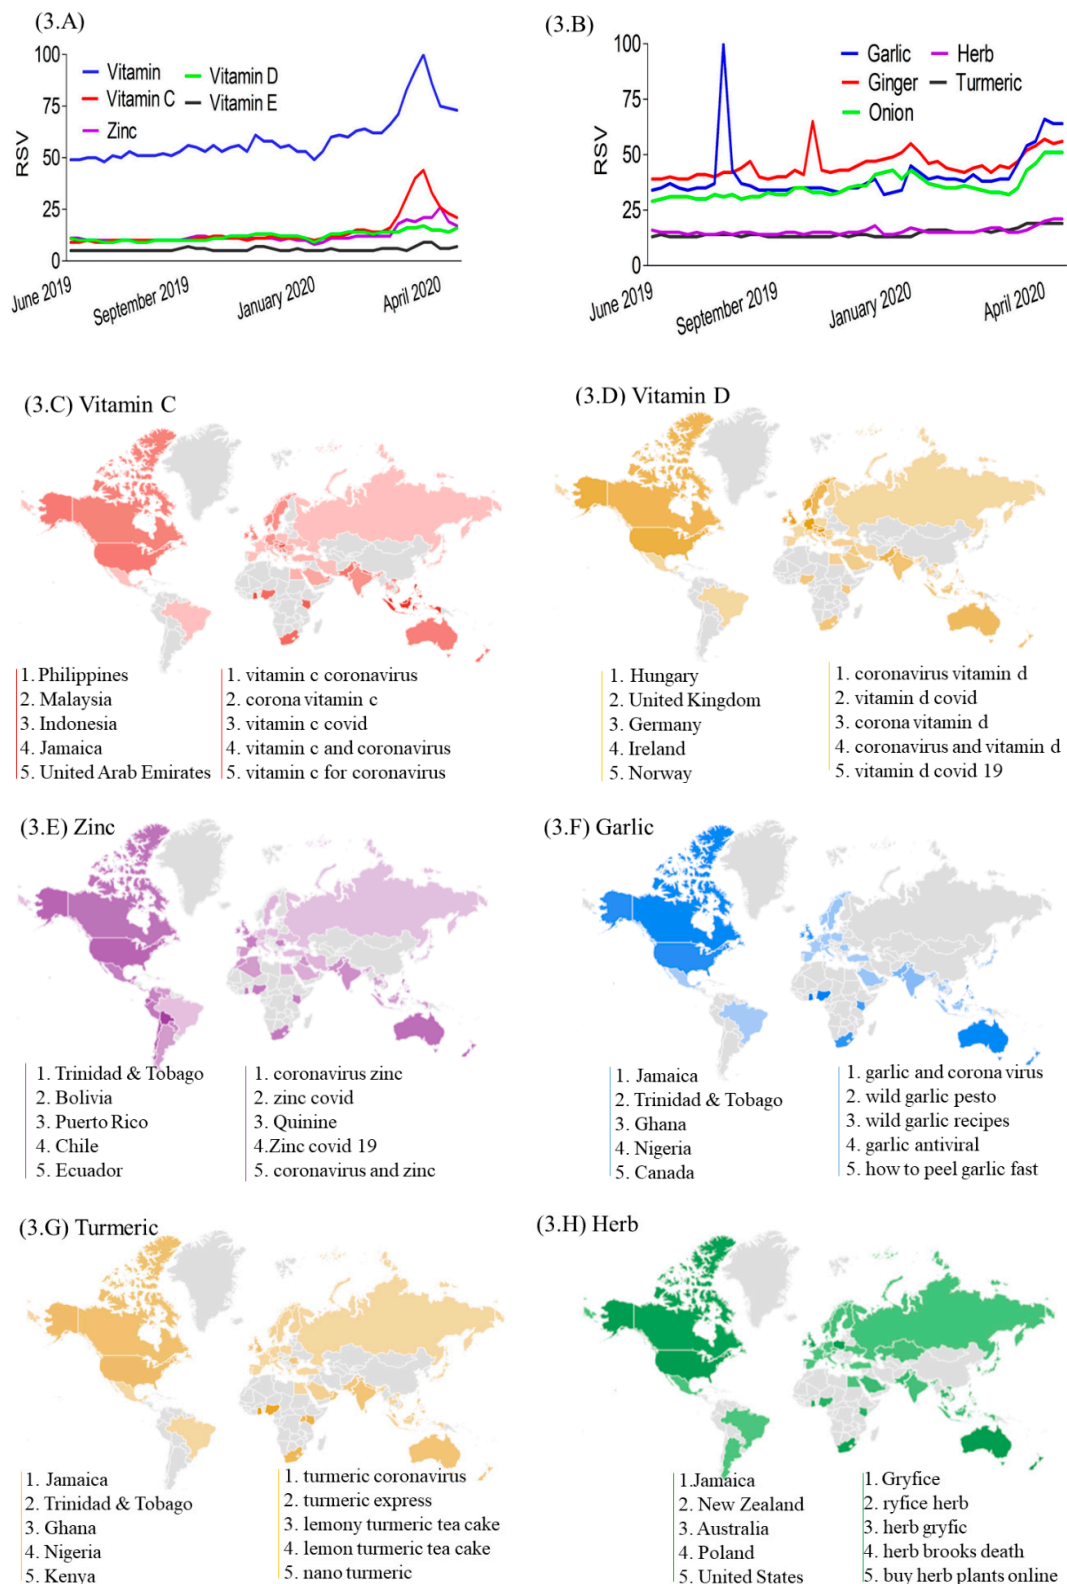 (3.A)
100
75
50
25
0
RSV
Vitamin
Vitamin C
Zinc
Vitamin D
Vitamin E
June 2019
September 2019
January 2020
April 2020
(3.B)
100
75
50
25
0
RSV
Garlic
Ginger
Onion
Herb
Turmeric
June 2019
September 2019
January 2020
April 2020
(3.C) Vitamin C
1. Philippines
2. Malaysia
3. Indonesia
4. Jamaica
5. United Arab Emirates
1. vitamin c coronavirus
2. corona vitamin c
3. vitamin c covid
4. vitamin c and coronavirus
5. vitamin c for coronavirus
(3.D) Vitamin D
1. Hungary
2. United Kingdom
3. Germany
4. Ireland
5. Norway
1. coronavirus vitamin d
2. vitamin d covid
3. corona vitamin d
4. coronavirus and vitamin d
5. vitamin d covid 19
(3.E) Zinc
1. Trinidad & Tobago
2. Bolivia
3. Puerto Rico
4. Chile
5. Ecuador
1. coronavirus zinc
2. zinc covid
3. Quinine
4.Zinc covid 19
5. coronavirus and zinc
(3.F) Garlic
1. Jamaica
2. Trinidad & Tobago
3. Ghana
4. Nigeria
5. Canada
1. garlic and corona virus
2. wild garlic pesto
3. wild garlic recipes
4. garlic antiviral
5. how to peel garlic fast
(3.G) Turmeric
1. Jamaica
2. Trinidad & Tobago
3. Ghana
4. Nigeria
5. Kenya
1. turmeric coronavirus
2. turmeric express
3. lemony turmeric tea cake
4. lemon turmeric tea cake
5. nano turmeric
(3.H) Herb
1.Jamaica
2. New Zealand
3. Australia
4. Poland
5. United States
1. Gryfice
2. ryfice herb
3. herb gryfic
4. herb brooks death
5. buy herb plants online